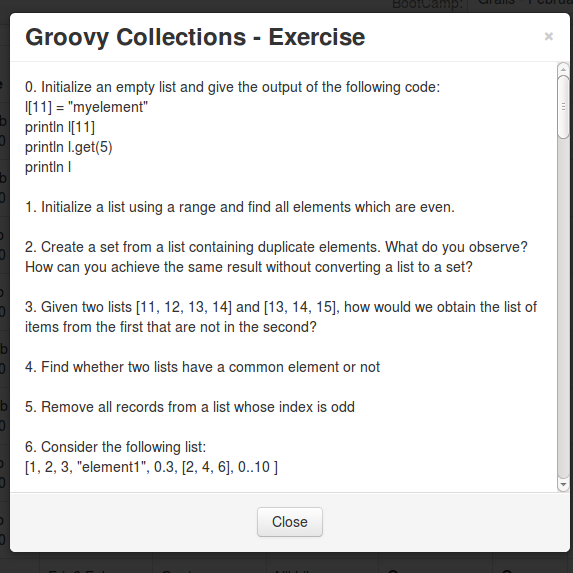 BootCamp:
Groovy Collections - Exercise
×
0. Initialize an empty list and give the output of the following code:
l[11] = "myelement"
println l[11]
println l.get(5)
println l
1. Initialize a list using a range and find all elements which are even.
2. Create a set from a list containing duplicate elements. What do you observe?
How can you achieve the same result without converting a list to a set?
3. Given two lists [11, 12, 13, 14] and [13, 14, 15], how would we obtain the list of
items from the first that are not in the second?
4. Find whether two lists have a common element or not
5. Remove all records from a list whose index is odd
6. Consider the following list:
[1, 2, 3, "element1", 0.3, [2, 4, 6], 0..10 ]
Close